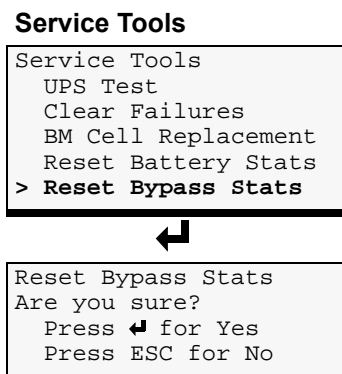 Service Tools
Service Tools
UPS Test
Clear Failures
BM Cell Replacement
Reset Battery Stats
> Reset Bypass Stats
Reset Bypass Stats
Are you sure?
Press ↵ for Yes
Press ESC for No